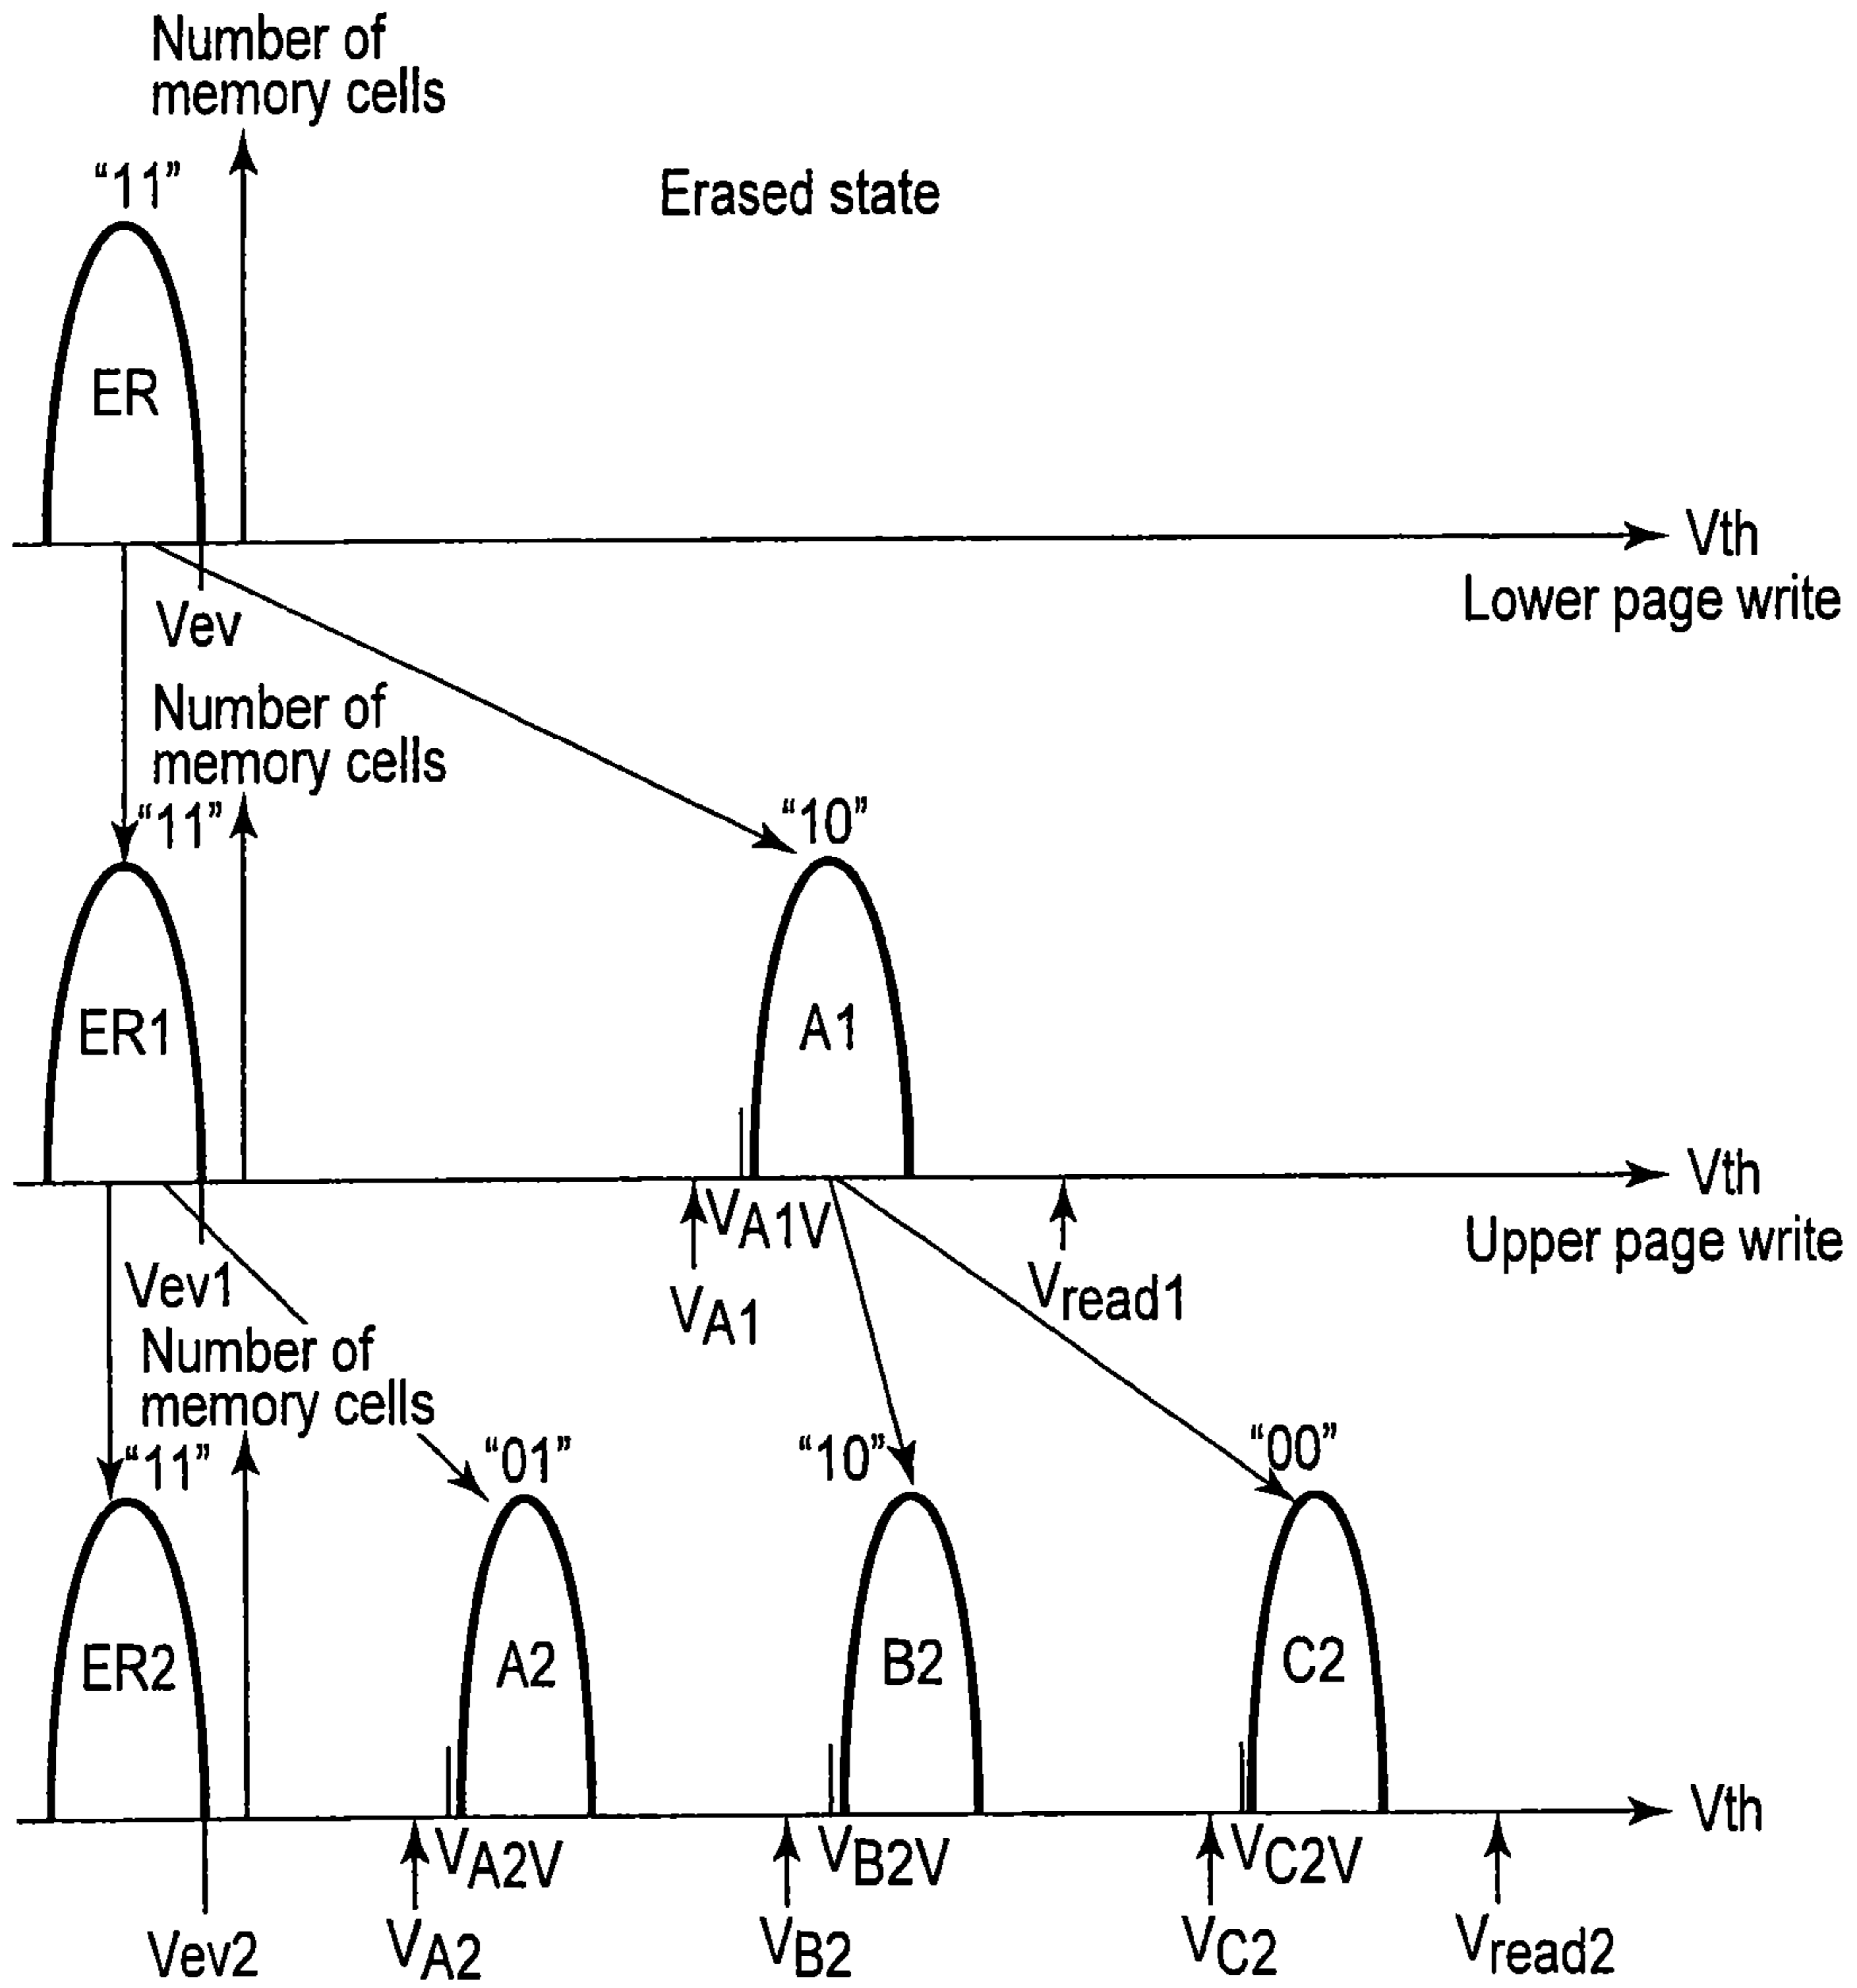 Number of
memory cells
“11”
Erased state
ER
Vth
Lower page write
Vev
Number of
memory cells
“11”
“10”
ER1
A1
Vth
Upper page write
VA1V
Vev1
VA1
Vread1
Number of
memory cells
“11”
“01”
“10”
“00”
ER2
A2
B2
C2
Vth
VA2V
VB2V
VC2V
Vev2
VA2
VB2
VC2
Vread2